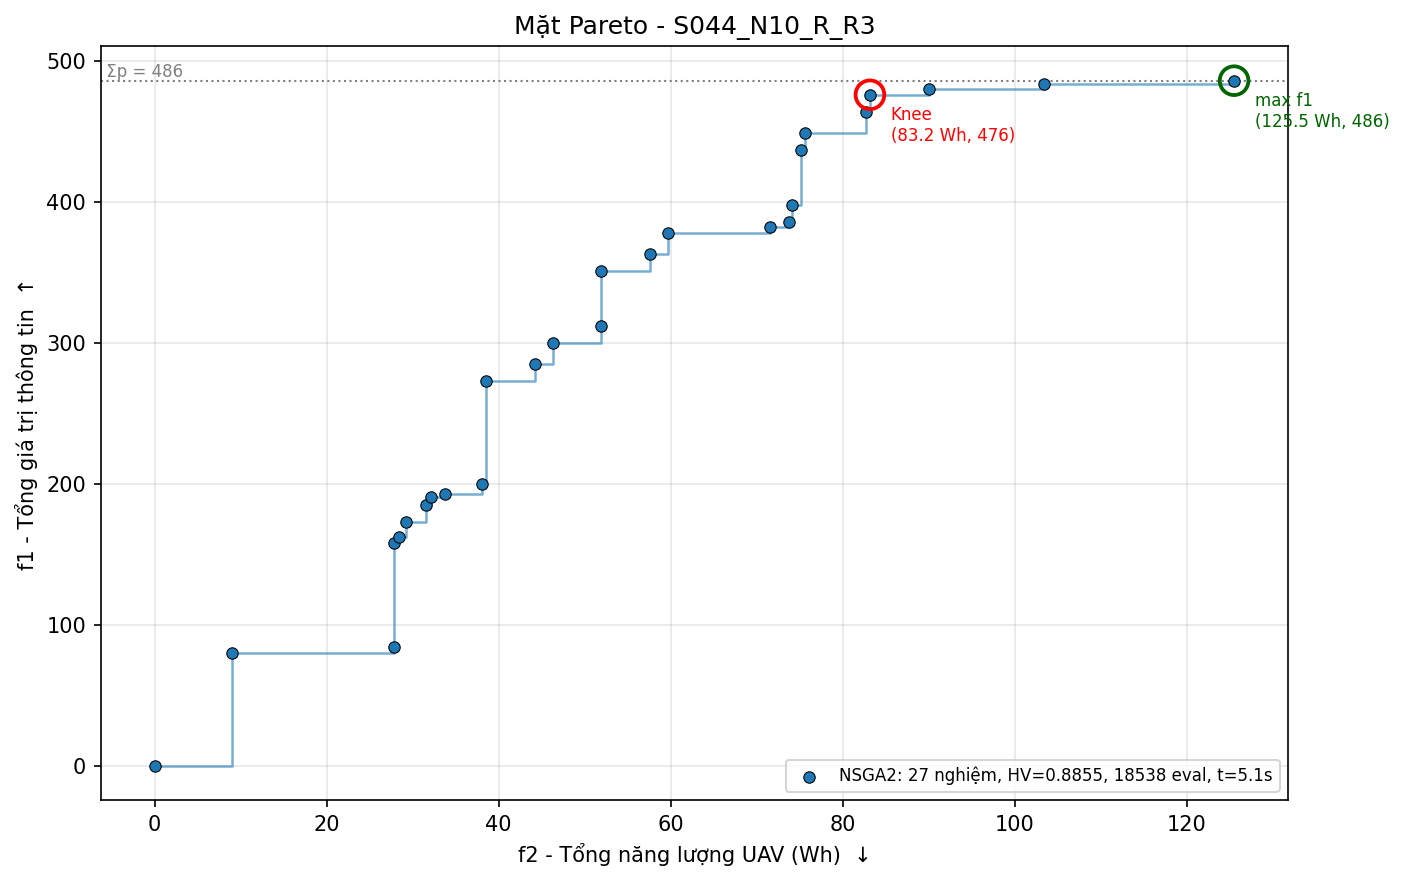 Mặt Pareto - S044_N10_R_R3
500
400
300
200
100
0
f1 - Tổng giá trị thông tin ↑
Σp = 486
Knee
(83.2 Wh, 476)
max f1
(125.5 Wh, 486)
NSGA2: 27 nghiệm, HV=0.8855, 18538 eval, t=5.1s
0 20 40 60 80 100 120
f2 - Tổng năng lượng UAV (Wh) ↓